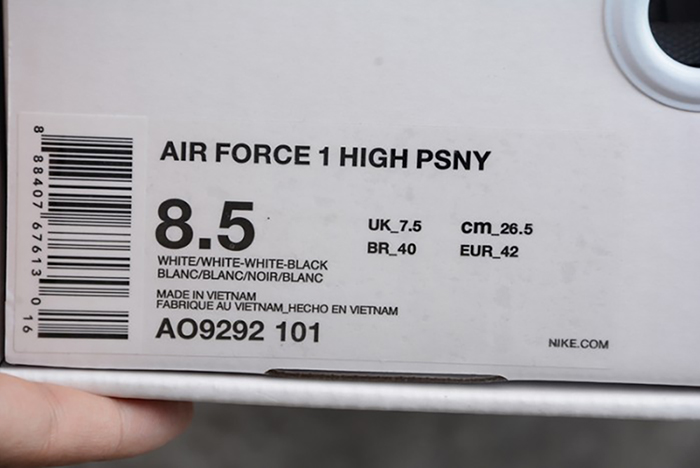 AIR FORCE 1 HIGH PSNY
8.5
UK_7.5 cm_26.5
BR_40 EUR_42
WHITE/WHITE-WHITE-BLACK
BLANC/BLANC/NOIR/BLANC
MADE IN VIETNAM
FABRIQUE AU VIETNAM_HECHO EN VIETNAM
AO9292 101
NIKE.COM
8 88407 67613 0 16